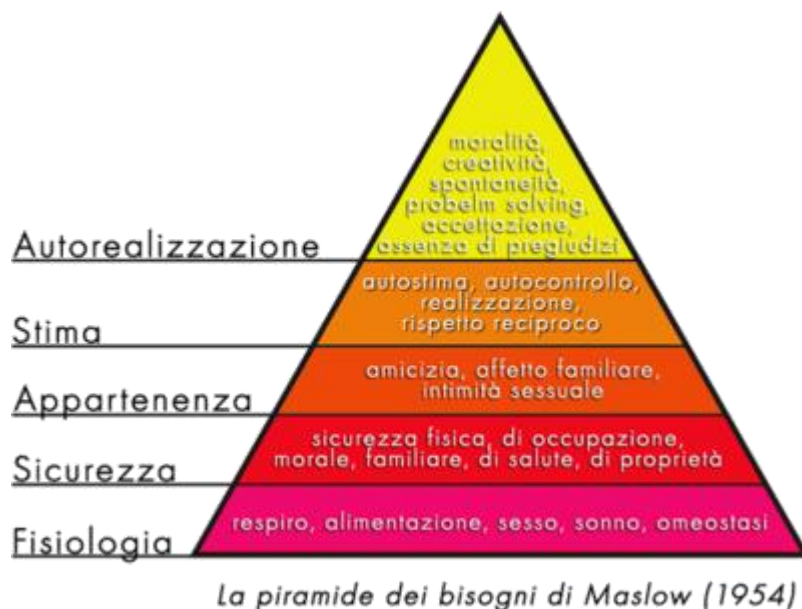 moralità,
creatività,
spontaneità,
probelm solving,
accettazione,
assenza di pregiudizi
Autorealizzazione
autostima, autocontrollo,
realizzazione,
rispetto reciproco
Stima
amicizia, affetto familiare,
intimità sessuale
Appartenenza
sicurezza fisica, di occupazione,
morale, familiare, di salute, di proprietà
Sicurezza
respiro, alimentazione, sesso, sonno, omeostasi
Fisiologia
La piramide dei bisogni di Maslow (1954)